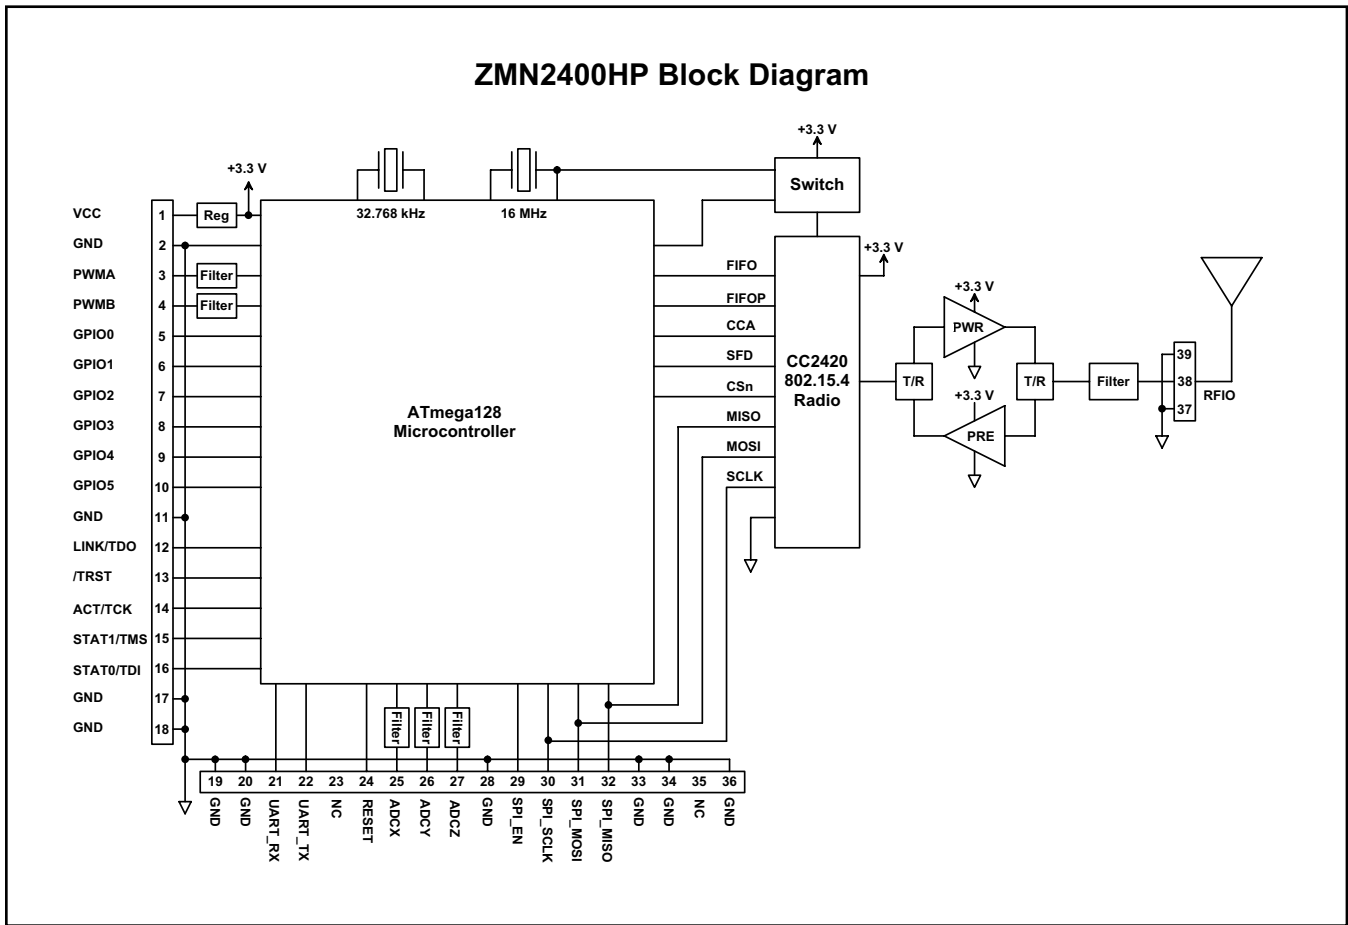 ZMN2400HP Block Diagram
+3.3 V
Switch
+3.3 V
32.768 kHz
16 MHz
VCC
1
Reg
GND
2
PWMA
3
Filter
PWMB
4
Filter
GPIO0
5
GPIO1
6
GPIO2
7
GPIO3
8
GPIO4
9
GPIO5
10
GND
11
LINK/TDO
12
/TRST
13
ACT/TCK
14
STAT1/TMS
15
STAT0/TDI
16
GND
17
GND
18
ATmega128
Microcontroller
FIFO
FIFOP
CCA
SFD
CSn
MISO
MOSI
SCLK
CC2420
802.15.4
Radio
+3.3 V
T/R
+3.3 V
PWR
+3.3 V
PRE
T/R
Filter
39
38
37
RFIO
Filter
Filter
Filter
19
20
21
22
23
24
25
26
27
28
29
30
31
32
33
34
35
36
GND
GND
UART_RX
UART_TX
NC
RESET
ADCX
ADCY
ADCZ
GND
SPI_EN
SPI_SCLK
SPI_MOSI
SPI_MISO
GND
GND
NC
GND